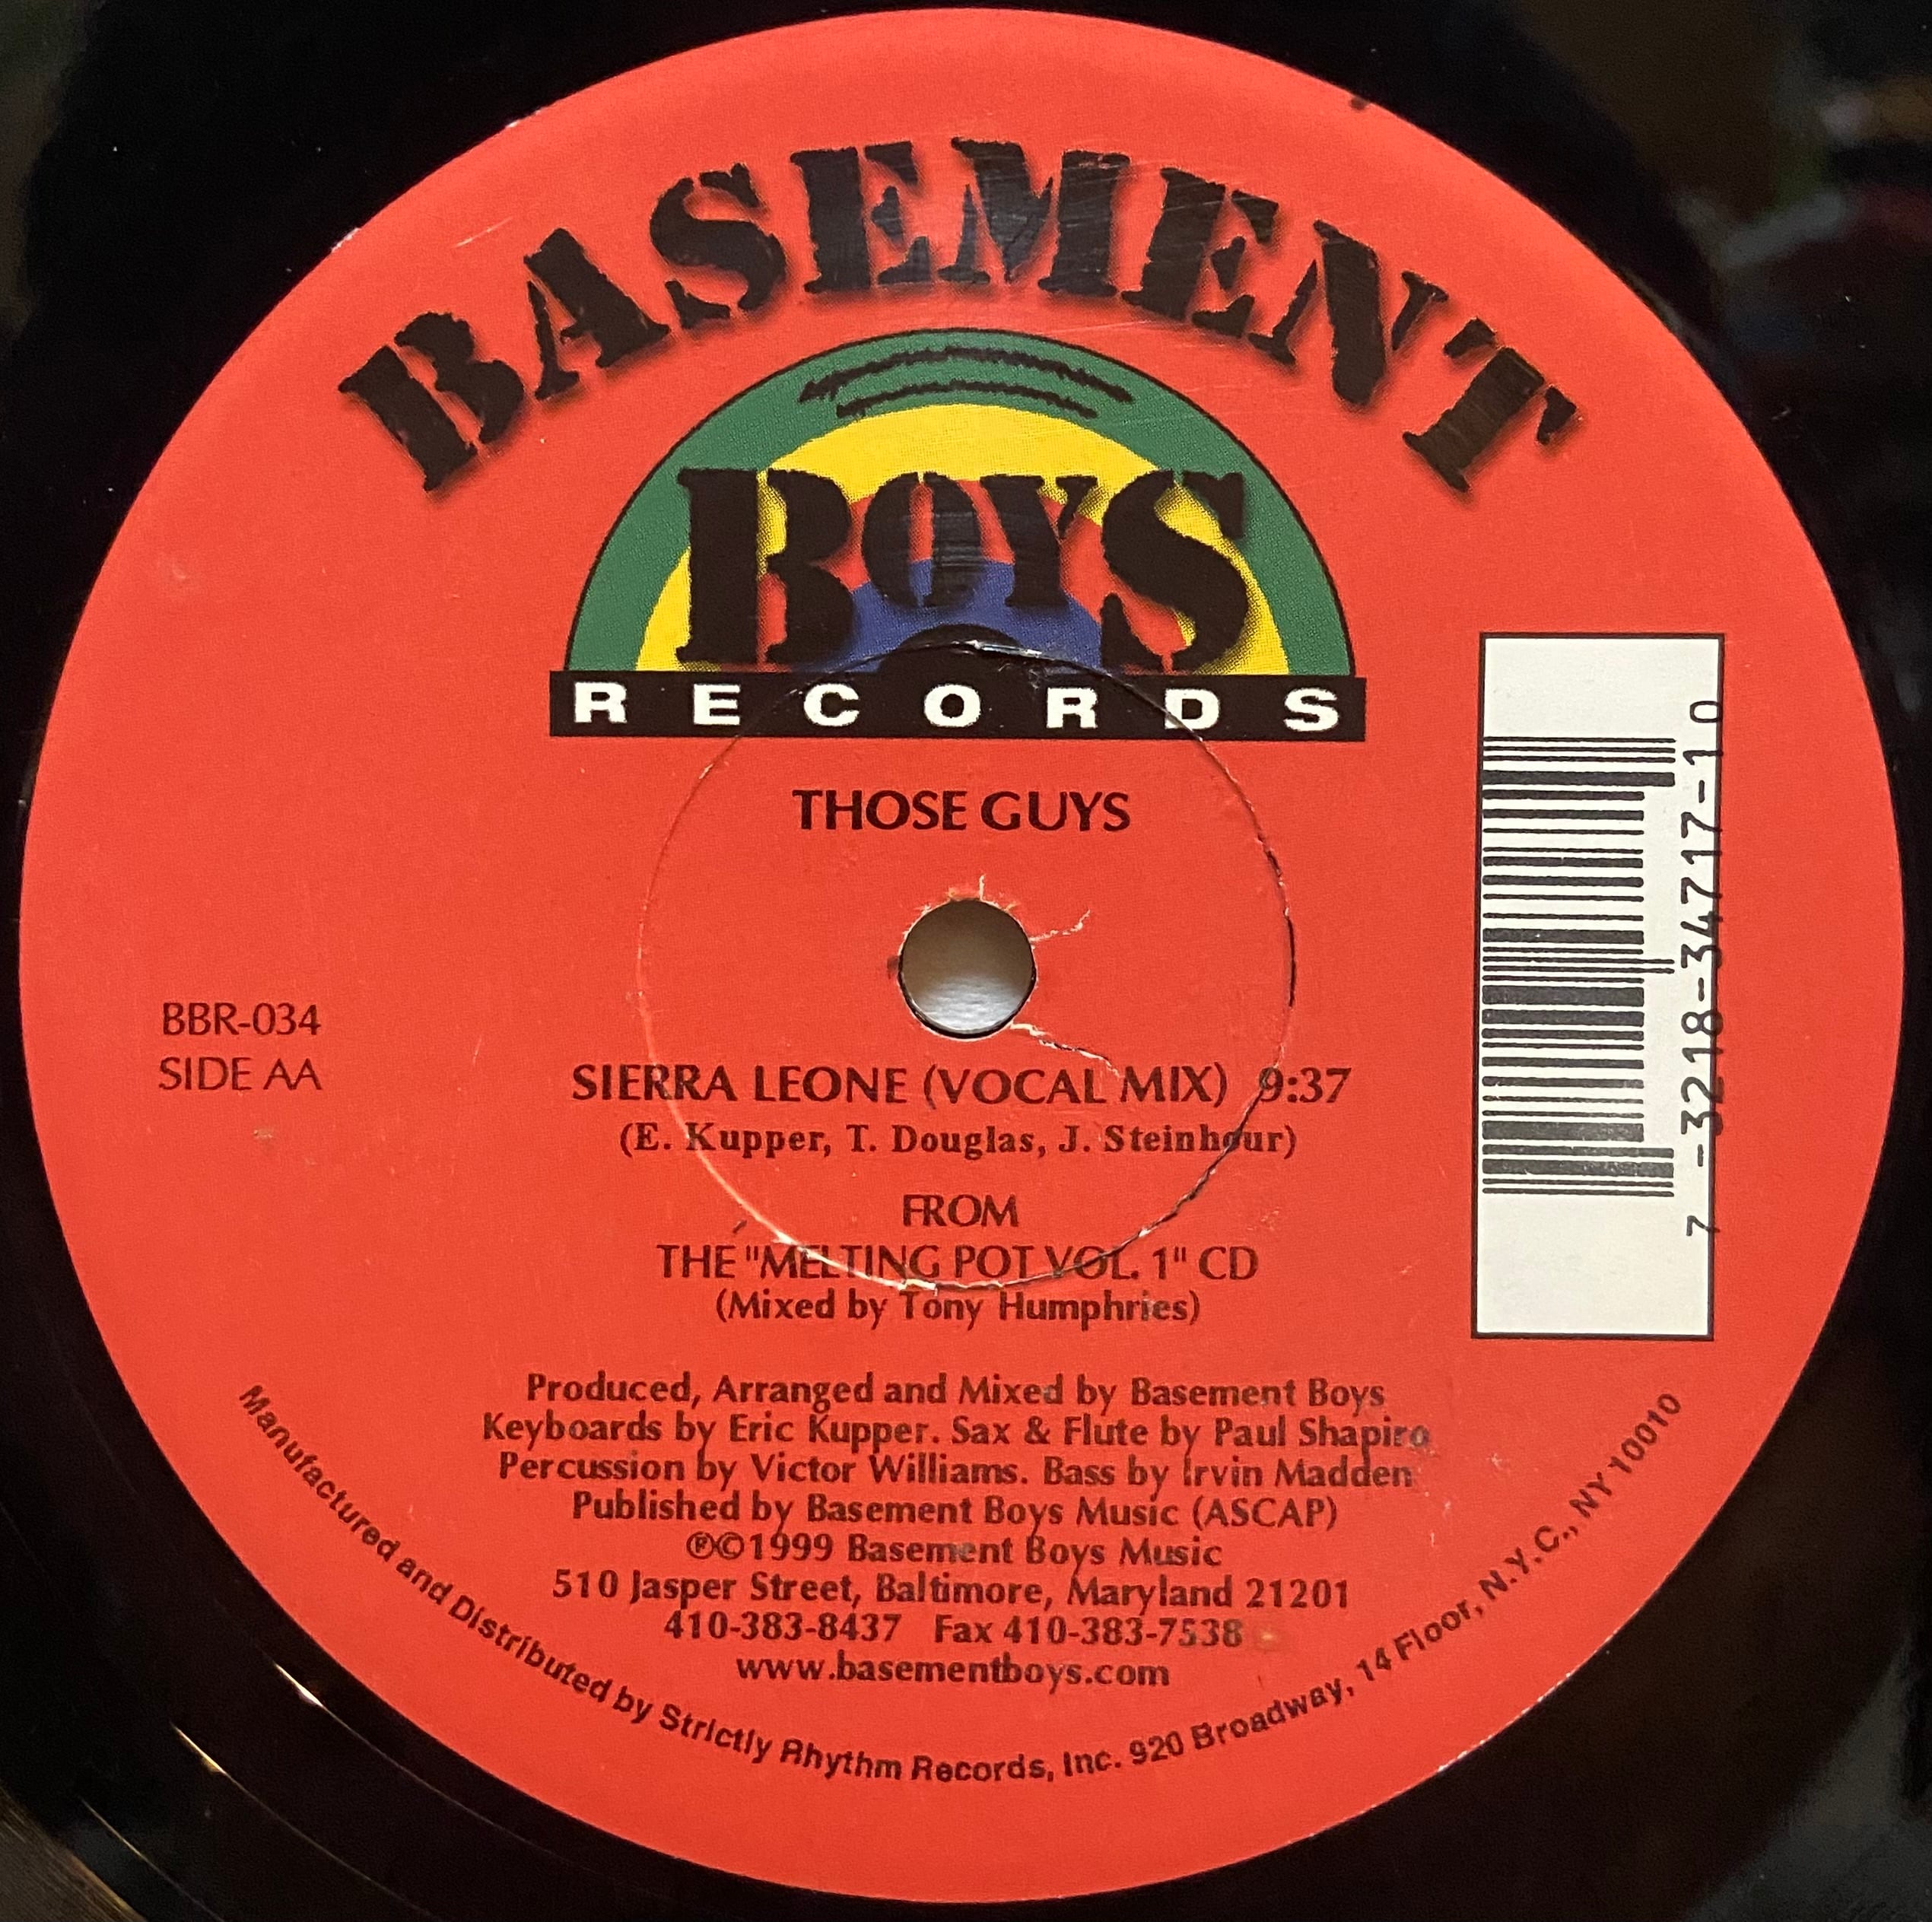 BASEMENT
BOYS
RECORDS
THOSE GUYS
7-3218-34717-10
BBR-034
SIDE AA
SIERRA LEONE (VOCAL MIX) 9:37
(E. Kupper, T. Douglas, J. Steinhour)
FROM
THE "MELTING POT VOL. 1" CD
(Mixed by Tony Humphries)
Produced, Arranged and Mixed by Basement Boys
Keyboards by Eric Kupper. Sax & Flute by Paul Shapiro
Percussion by Victor Williams. Bass by Irvin Madden
Published by Basement Boys Music (ASCAP)
℗©1999 Basement Boys Music
510 Jasper Street, Baltimore, Maryland 21201
410-383-8437 Fax 410-383-7538
www.basementboys.com
Manufactured and Distributed by Strictly Rhythm Records, Inc. 920 Broadway, 14 Floor, N.Y.C., NY 10010